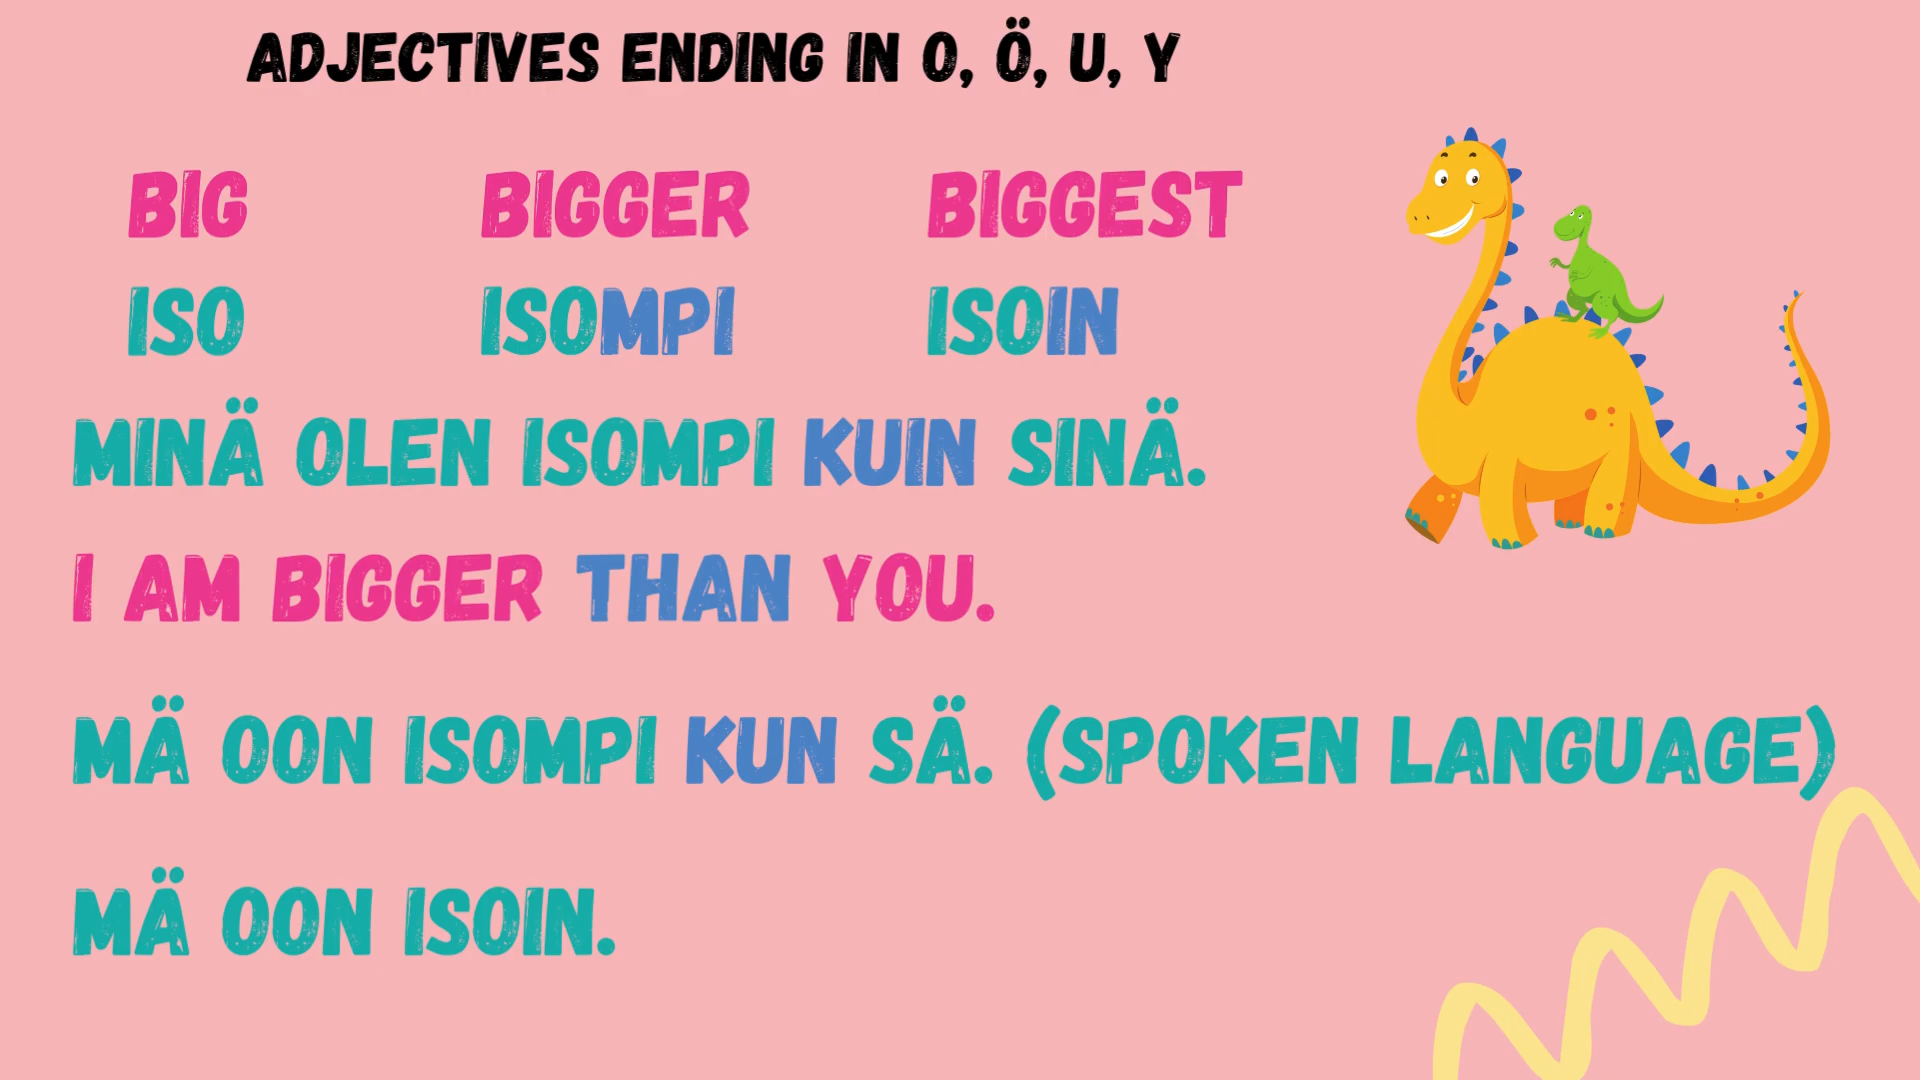 ADJECTIVES ENDING IN O, Ö, U, Y
BIG BIGGER BIGGEST
ISO ISOMPI ISOIN
MINÄ OLEN ISOMPI KUIN SINÄ.
I AM BIGGER THAN YOU.
MÄ OON ISOMPI KUN SÄ. (SPOKEN LANGUAGE)
MÄ OON ISOIN.